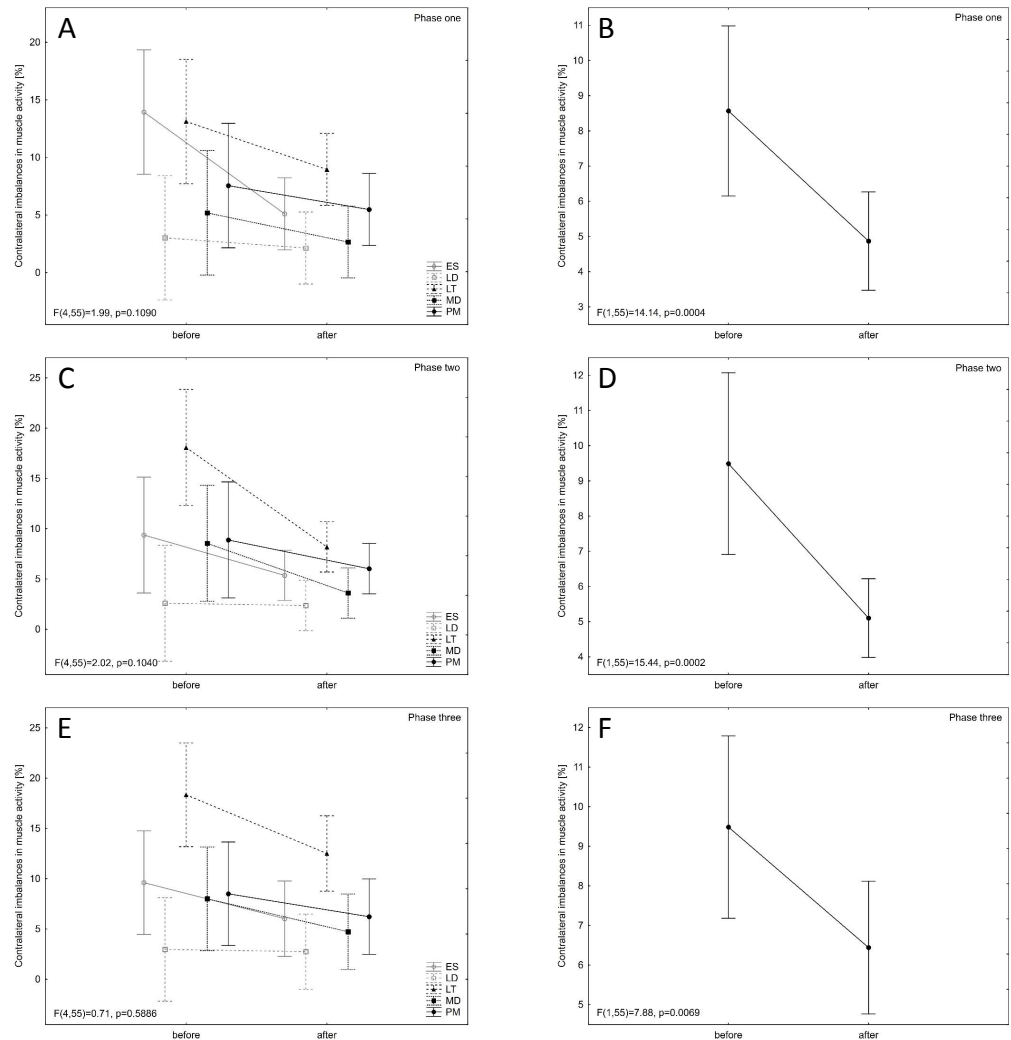 A
Phase one
Contralateral imbalances in muscle activity [%]
20
15
10
5
0
ES
LD
LT
MD
PM
F(4,55)=1.99, p=0.1090
before
after
B
Phase one
Contralateral imbalances in muscle activity [%]
11
10
9
8
7
6
5
4
3
F(1,55)=14.14, p=0.0004
before
after
C
Phase two
Contralateral imbalances in muscle activity [%]
25
20
15
10
5
0
ES
LD
LT
MD
PM
F(4,55)=2.02, p=0.1040
before
after
D
Phase two
Contralateral imbalances in muscle activity [%]
12
11
10
9
8
7
6
5
4
F(1,55)=15.44, p=0.0002
before
after
E
Phase three
Contralateral imbalances in muscle activity [%]
25
20
15
10
5
0
ES
LD
LT
MD
PM
F(4,55)=0.71, p=0.5886
before
after
F
Phase three
Contralateral imbalances in muscle activity [%]
12
11
10
9
8
7
6
5
F(1,55)=7.88, p=0.0069
before
after